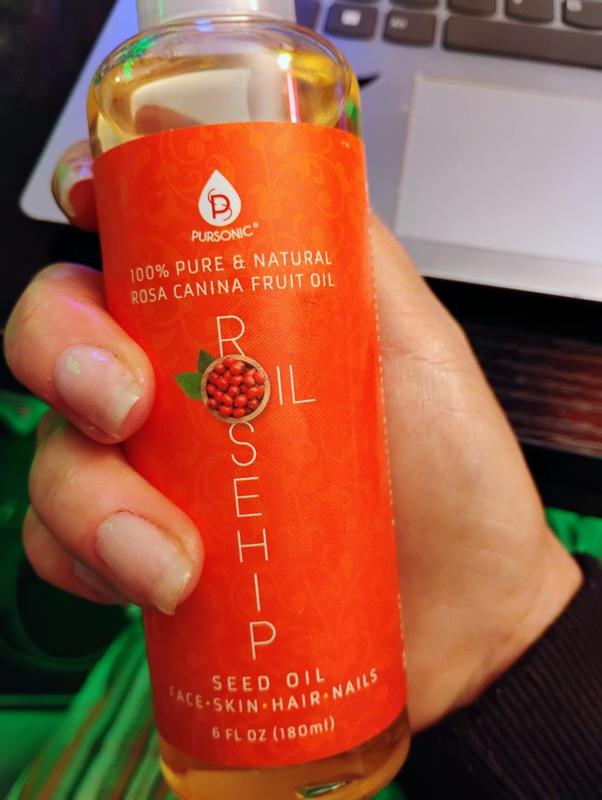 W
PURSONIC®
100% PURE & NATURAL
ROSA CANINA FRUIT OIL
ROSEHIP
OIL
SEED OIL
FACE•SKIN•HAIR•NAILS
6 FL OZ (180ml)